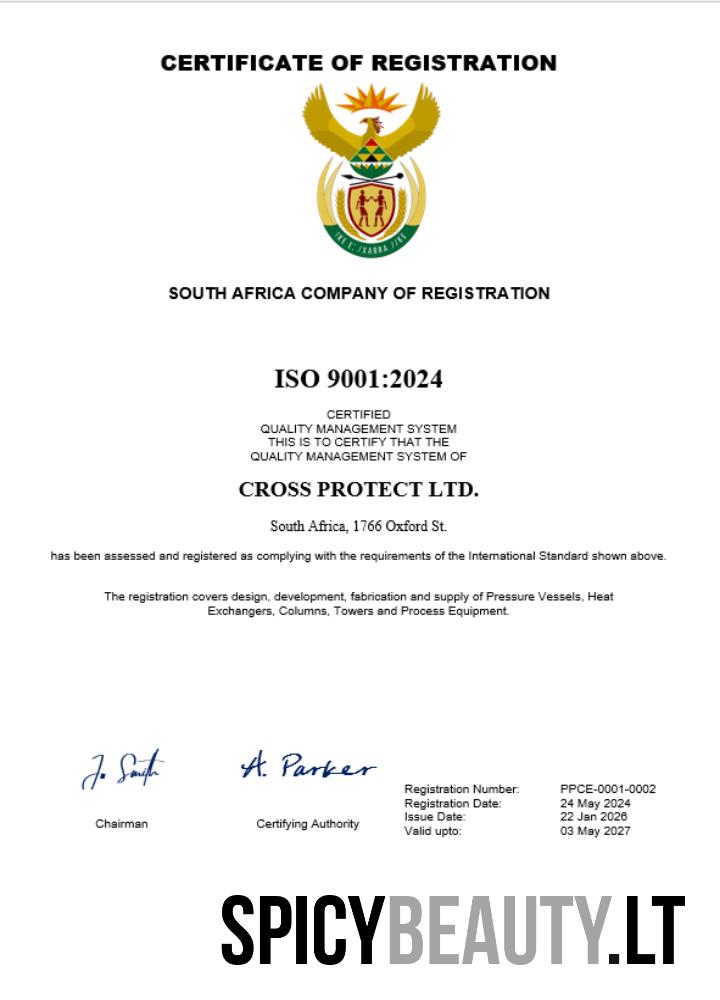 CERTIFICATE OF REGISTRATION
!KE E: /XARRA //KE
SOUTH AFRICA COMPANY OF REGISTRATION
ISO 9001:2024
CERTIFIED
QUALITY MANAGEMENT SYSTEM
THIS IS TO CERTIFY THAT THE
QUALITY MANAGEMENT SYSTEM OF
CROSS PROTECT LTD.
South Africa, 1766 Oxford St.
has been assessed and registered as complying with the requirements of the International Standard shown above.
The registration covers design, development, fabrication and supply of Pressure Vessels, Heat
Exchangers, Columns, Towers and Process Equipment.
J. Smith
A. Parker
Chairman
Certifying Authority
Registration Number: PPCE-0001-0002
Registration Date: 24 May 2024
Issue Date: 22 Jan 2026
Valid upto: 03 May 2027
SPICYBEAUTY.LT